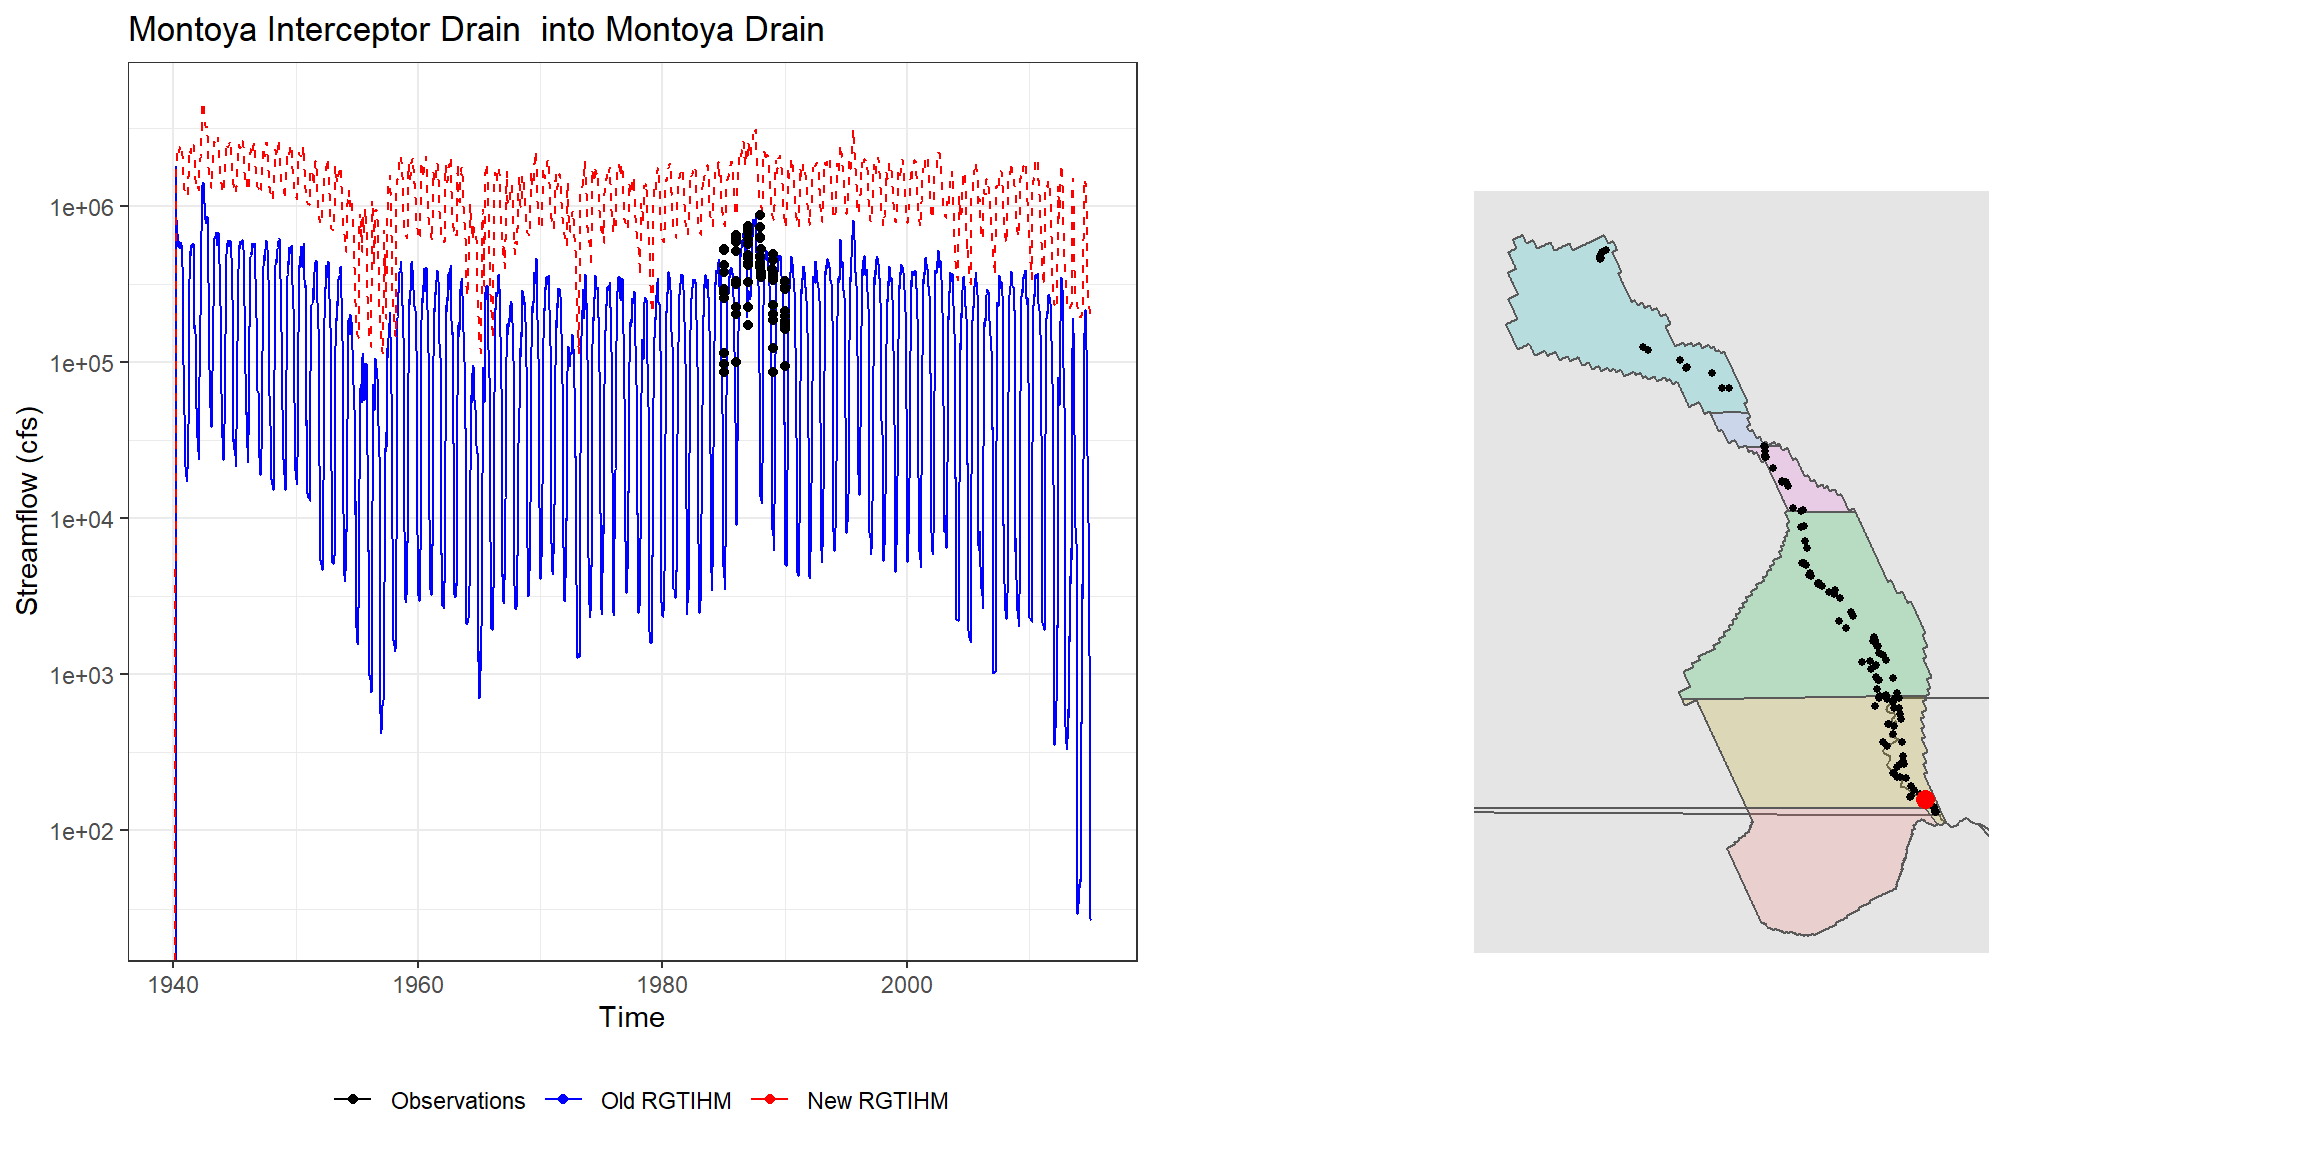 Montoya Interceptor Drain  into Montoya Drain
Streamflow (cfs)
1e+06
1e+05
1e+04
1e+03
1e+02
1940 1960 1980 2000
Time
Observations Old RGTIHM New RGTIHM